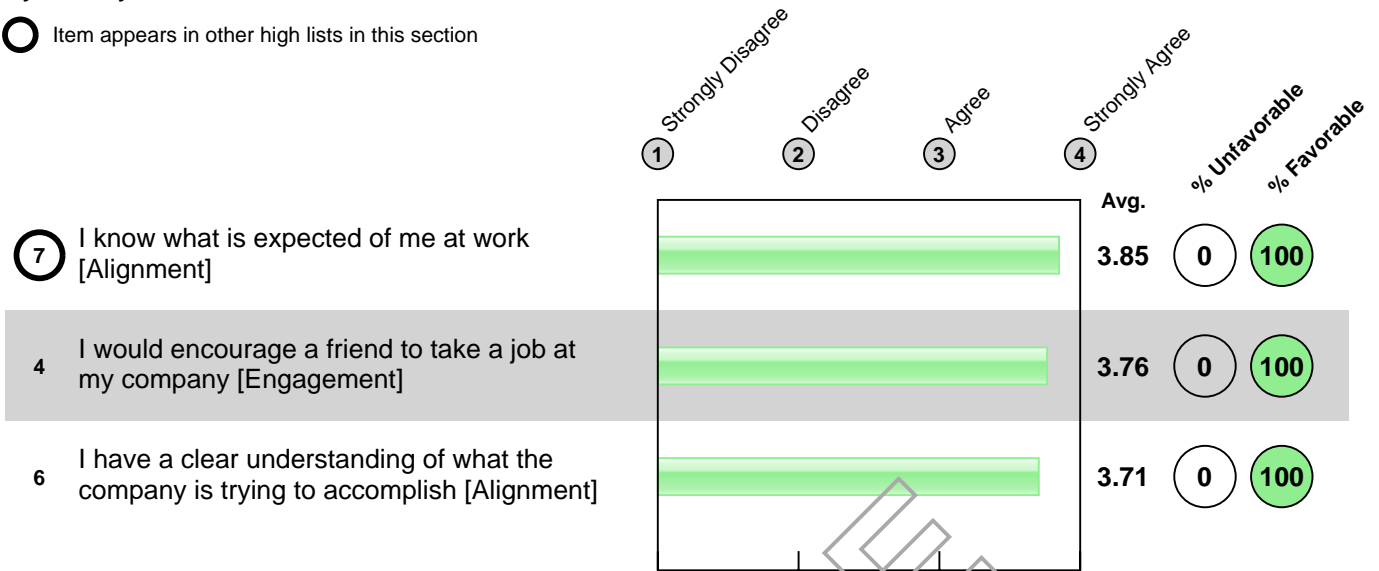 Item appears in other high lists in this section
Strongly Disagree
Disagree
Agree
Strongly Agree
% Unfavorable
% Favorable
1
2
3
4
Avg.
7 I know what is expected of me at work
[Alignment]
3.85 0 100
4 I would encourage a friend to take a job at
my company [Engagement]
3.76 0 100
6 I have a clear understanding of what the
company is trying to accomplish [Alignment]
3.71 0 100